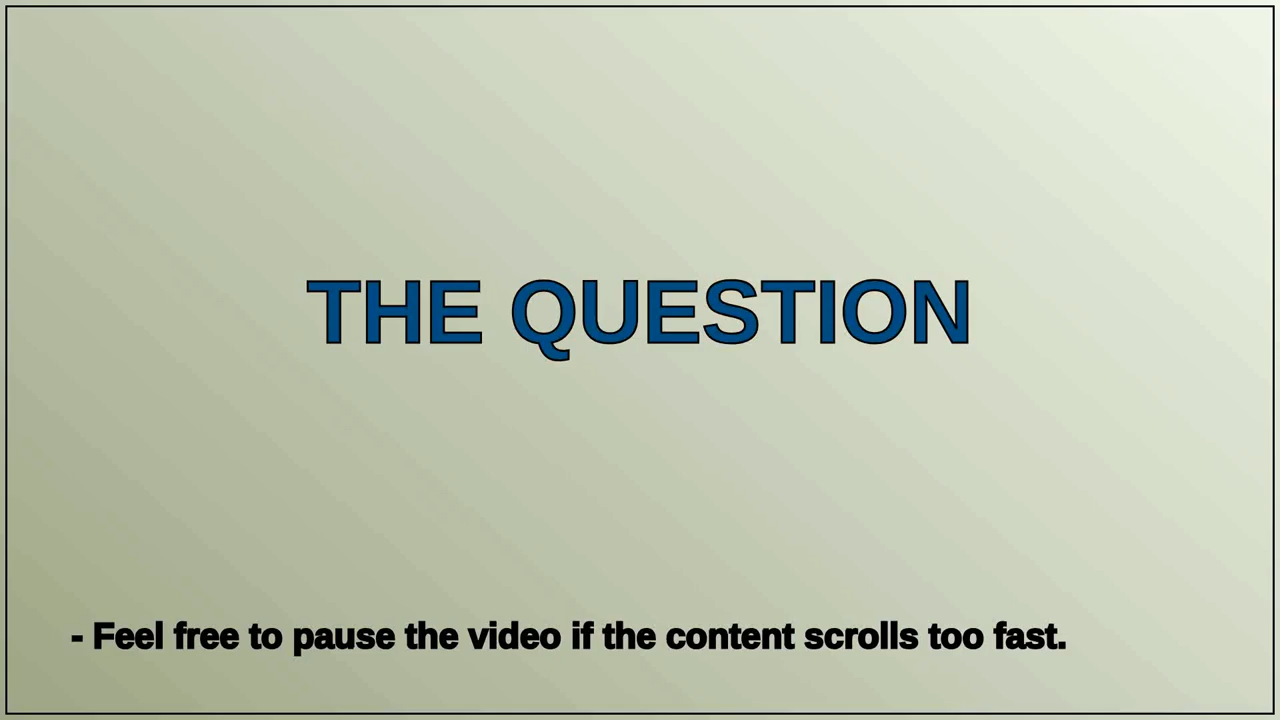 THE QUESTION
- Feel free to pause the video if the content scrolls too fast.